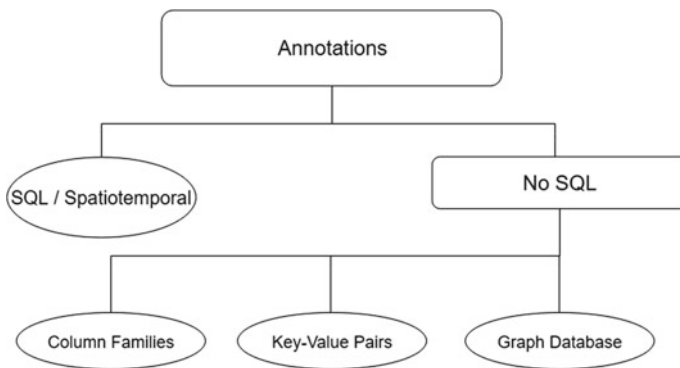 Annotations
SQL / Spatiotemporal
No SQL
Column Families
Key-Value Pairs
Graph Database